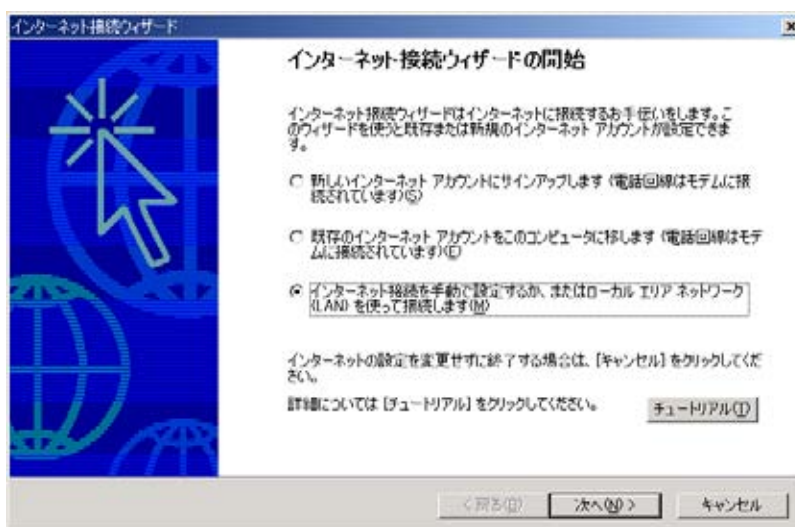 インターネット接続ウィザード
インターネット接続ウィザードの開始
インターネット接続ウィザードはインターネットに接続するお手伝いをします。こ
のウィザードを使うと既存または新規のインターネット アカウントが設定できま
す。
新しいインターネット アカウントにサインアップします (電話回線はモデムに接
続されています)(S)
既存のインターネット アカウントをこのコンピュータに移します (電話回線はモデ
ムに接続されています)(E)
インターネット接続を手動で設定するか、またはローカル エリア ネットワーク
(LAN) を使って接続します(M)
インターネットの設定を変更せずに終了する場合は、[キャンセル] をクリックしてくだ
さい。
詳細については [チュートリアル] をクリックしてください。
チュートリアル(T)
< 戻る(B)
次へ(N) >
キャンセル